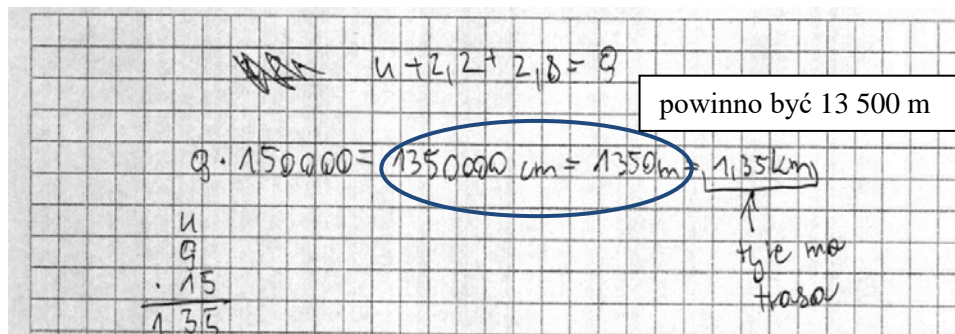 4 + 2,2 + 2,8 = 9
powinno być 13 500 m
9 · 150000 = 1350000 cm = 1350 m = 1,35 km
↑
tyle ma
trasa
4
9
· 15
135